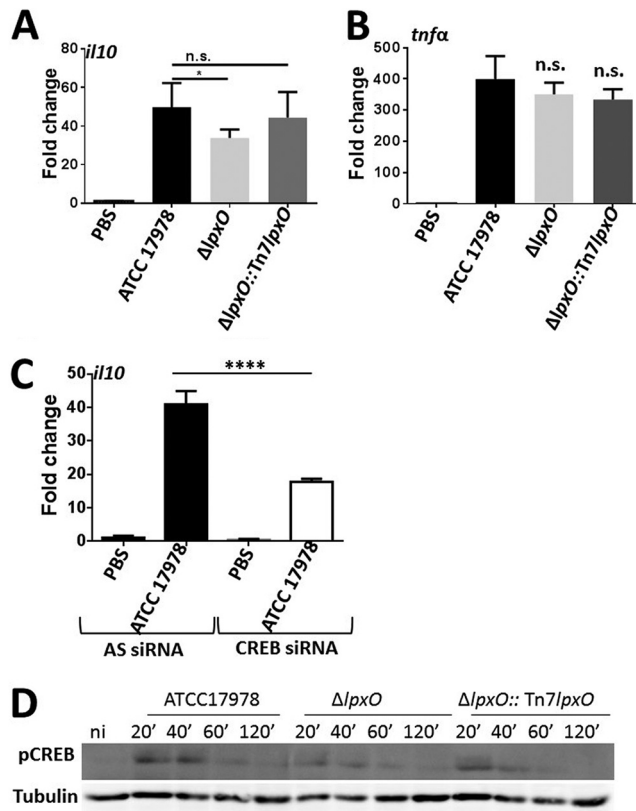 A
il10
Fold change
80
60
40
20
0
n.s.
*
PBS
ATCC 17978
ΔlpxO
ΔlpxO::Tn7lpxO
B
tnfα
Fold change
500
400
300
200
100
0
n.s.
n.s.
PBS
ATCC 17978
ΔlpxO
ΔlpxO::Tn7lpxO
C
il10
Fold change
50
40
30
20
10
0
****
PBS
ATCC 17978
PBS
ATCC 17978
AS siRNA CREB siRNA
D
ATCC17978 ΔlpxO ΔlpxO:: Tn7lpxO
ni 20′ 40′ 60′ 120′ 20′ 40′ 60′ 120′ 20′ 40′ 60′ 120′
pCREB
Tubulin